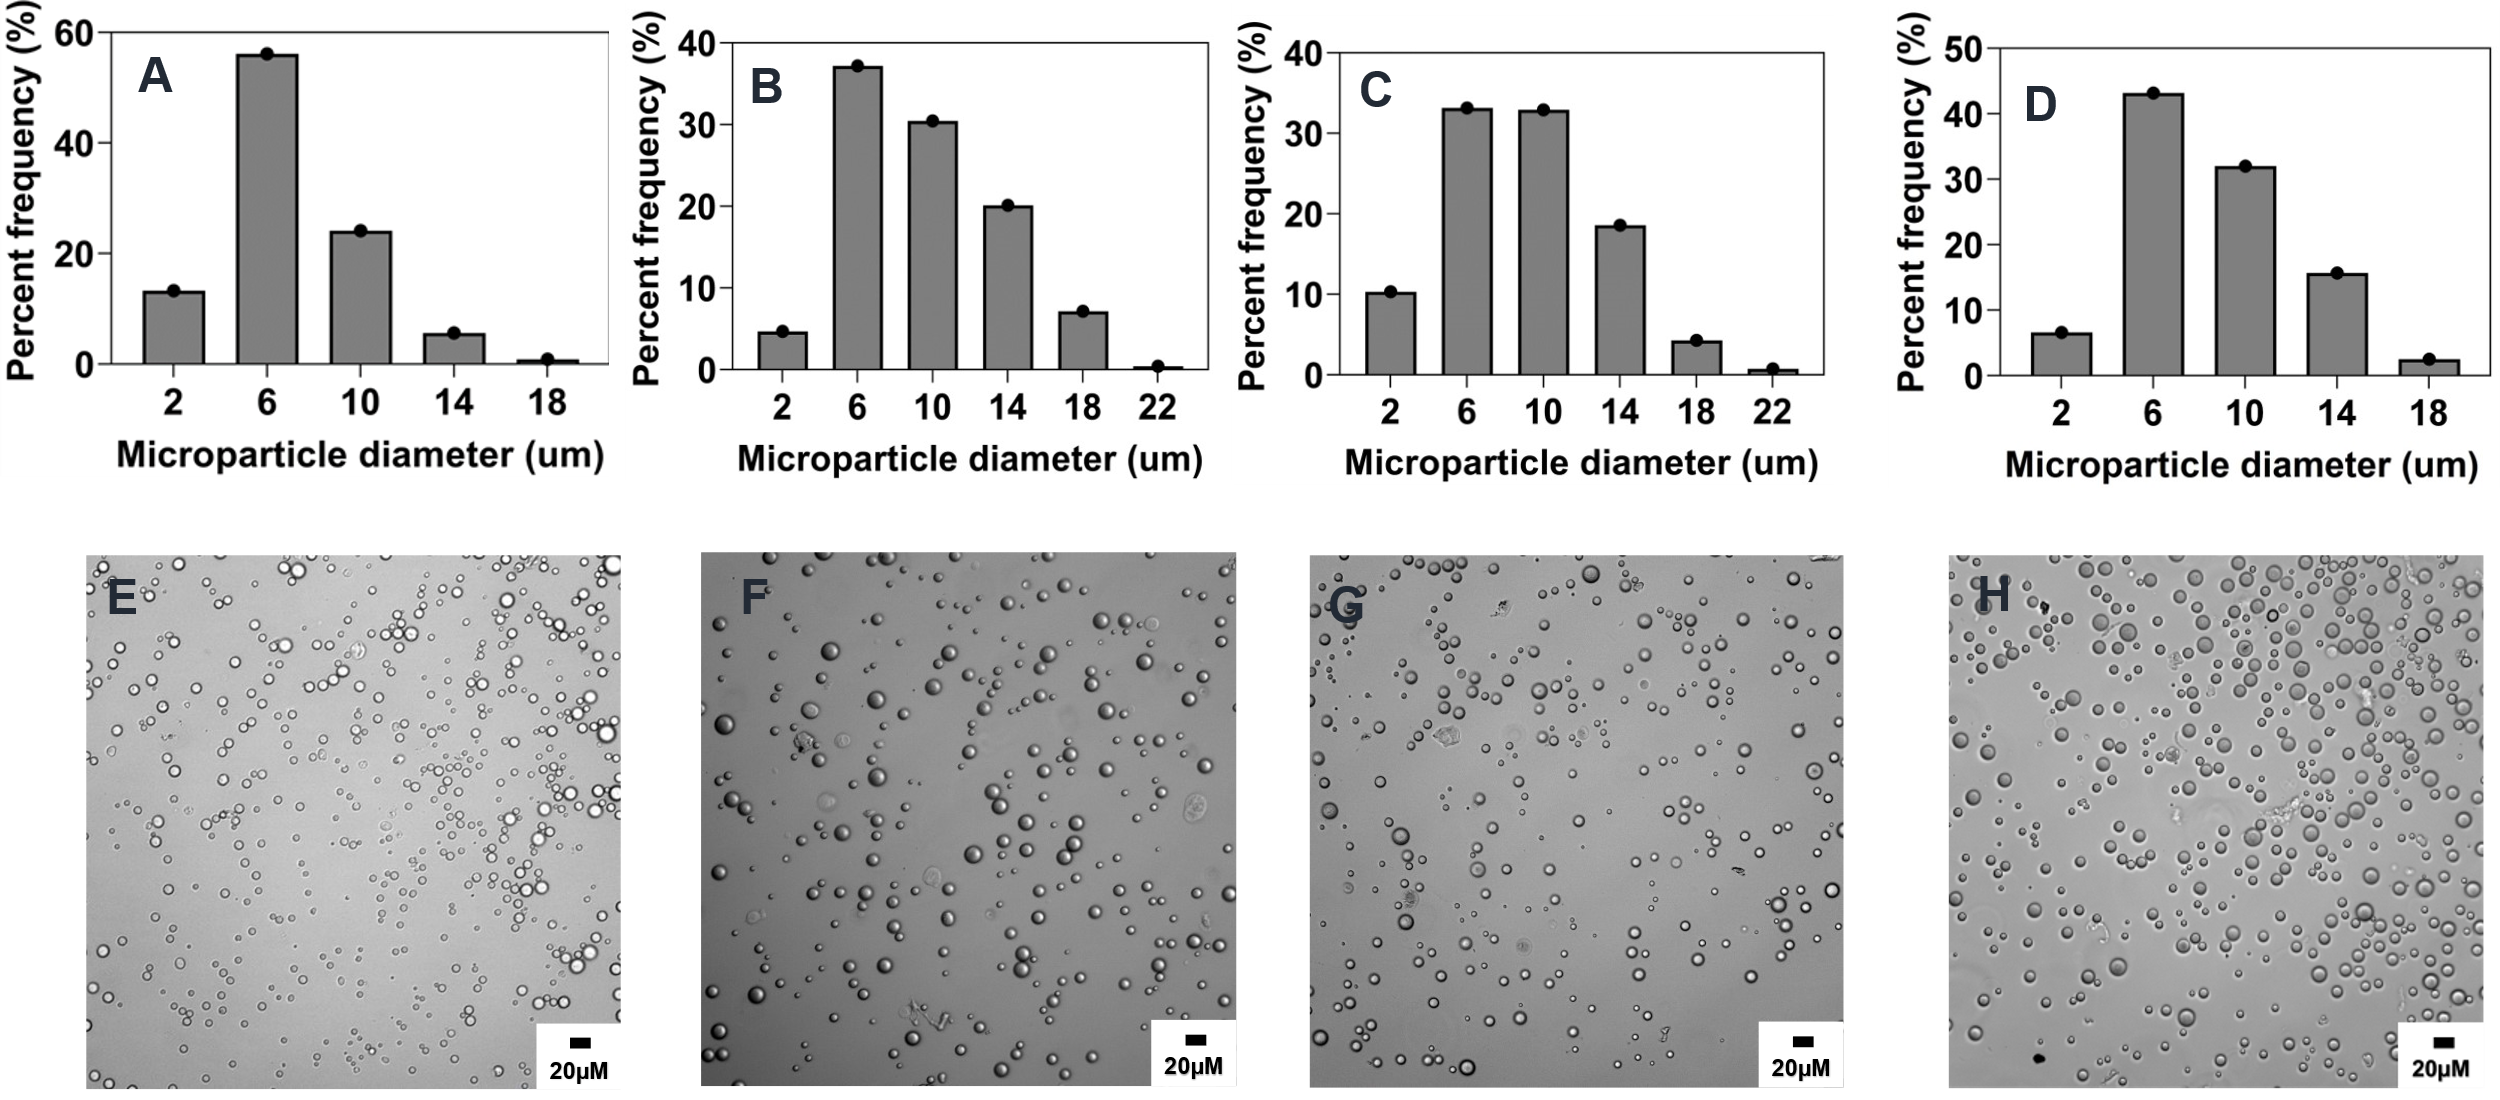 A
Percent frequency (%)
60
40
20
0
2 6 10 14 18
Microparticle diameter (um)
B
Percent frequency (%)
40
30
20
10
0
2 6 10 14 18 22
Microparticle diameter (um)
C
Percent frequency (%)
40
30
20
10
0
2 6 10 14 18 22
Microparticle diameter (um)
D
Percent frequency (%)
50
40
30
20
10
0
2 6 10 14 18
Microparticle diameter (um)
E
20µM
F
20µM
G
20µM
H
20µM